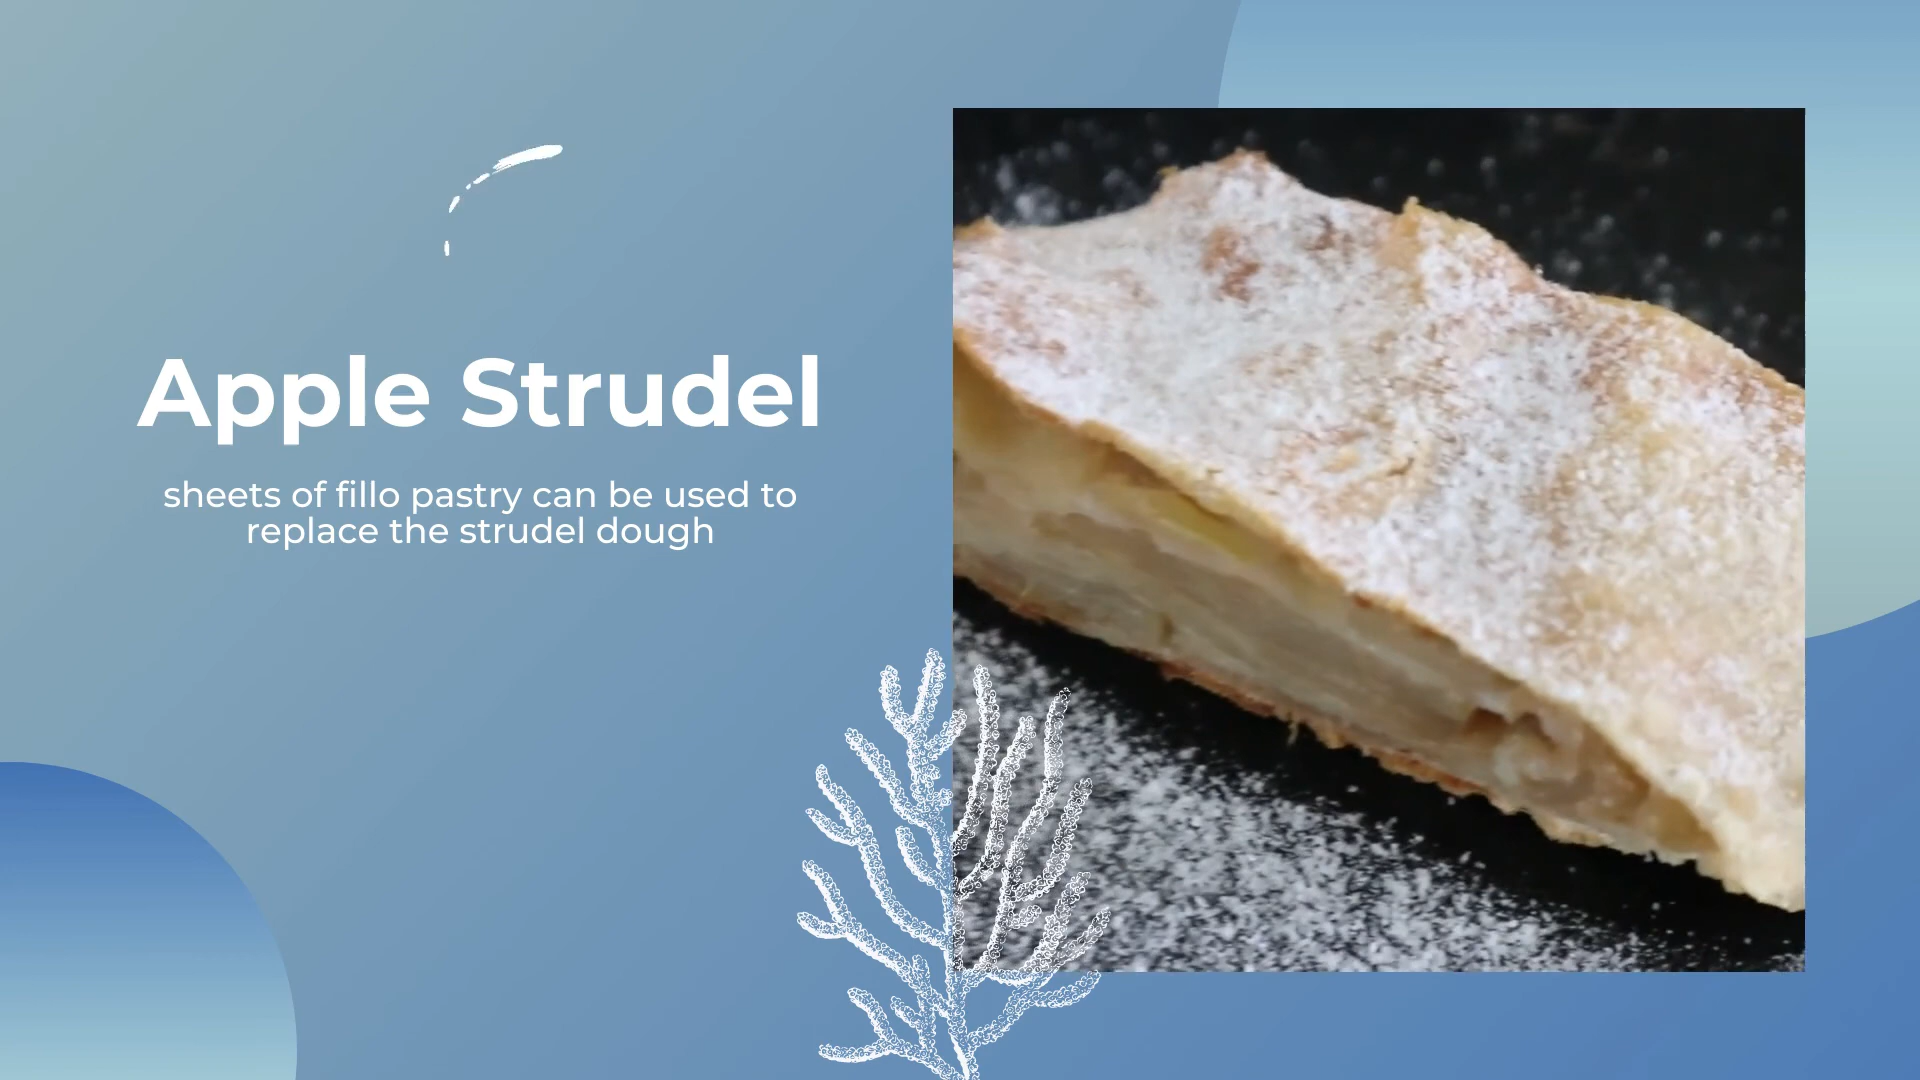 Apple Strudel
sheets of fillo pastry can be used to
replace the strudel dough